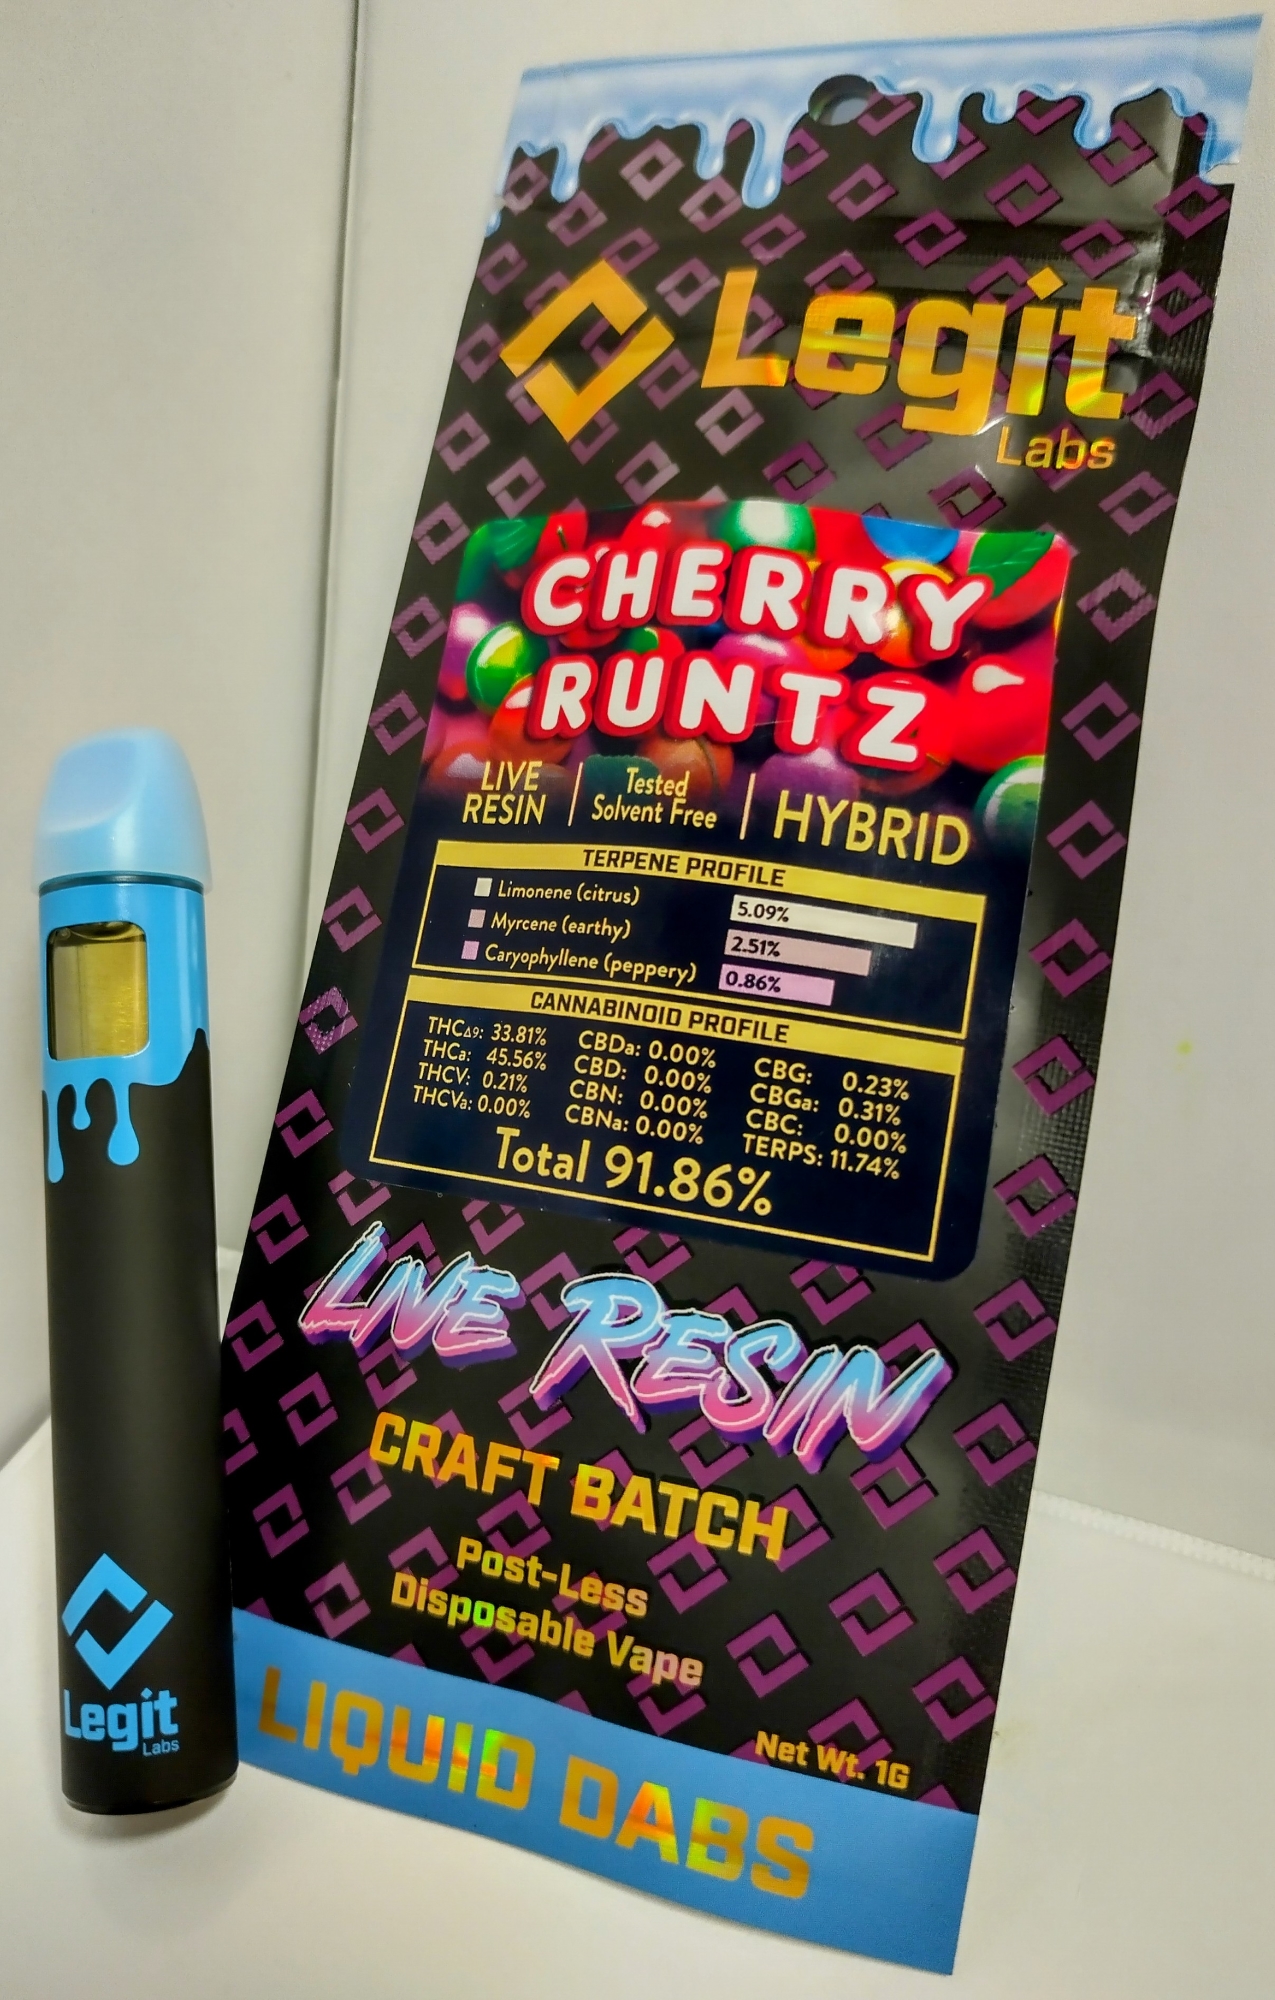 Legit
Labs
CHERRY
RUNTZ
LIVE
RESIN
Tested
Solvent Free
HYBRID
TERPENE PROFILE
Limonene (citrus) 5.09%
Myrcene (earthy) 2.51%
Caryophyllene (peppery) 0.86%
CANNABINOID PROFILE
THCΔ9: 33.81% CBDa: 0.00% CBG: 0.23%
THCa: 45.56% CBD: 0.00% CBGa: 0.31%
THCV: 0.21% CBN: 0.00% CBC: 0.00%
THCVa: 0.00% CBNa: 0.00% TERPS: 11.74%
Total 91.86%
LIVE RESIN
CRAFT BATCH
Post-Less
Disposable Vape
Net Wt. 1G
LIQUID DABS
Legit
Labs